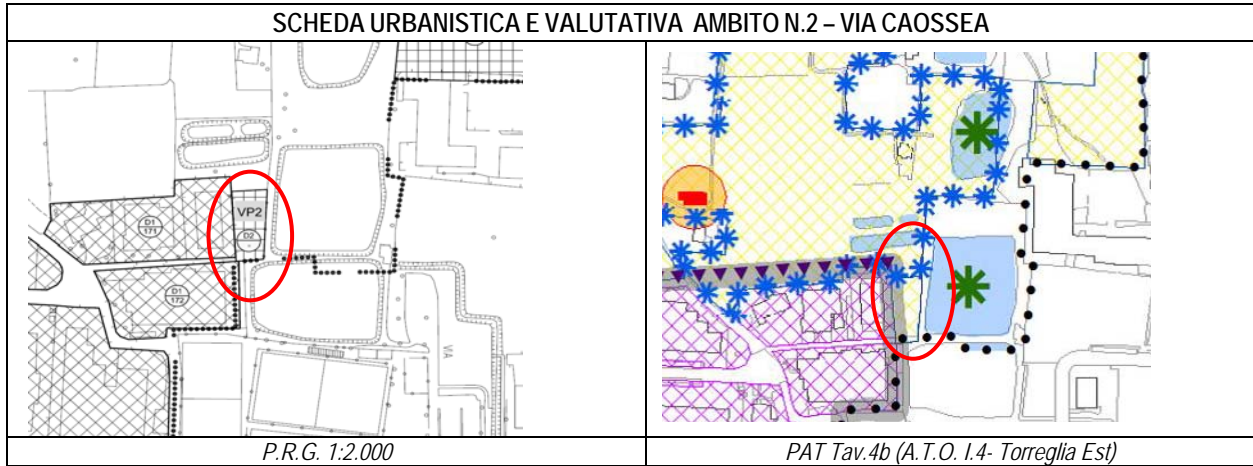 SCHEDA URBANISTICA E VALUTATIVA AMBITO N.2 – VIA CAOSSEA
D1
171
VP2
D2
D1
172
VIA
P.R.G. 1:2.000
PAT Tav.4b (A.T.O. I.4- Torreglia Est)